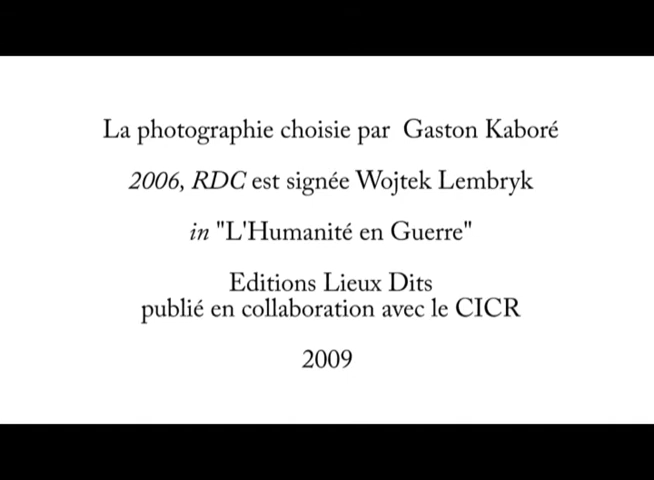 La photographie choisie par Gaston Kaboré
2006, RDC est signée Wojtek Lembryk
in "L'Humanité en Guerre"
Editions Lieux Dits
publié en collaboration avec le CICR
2009